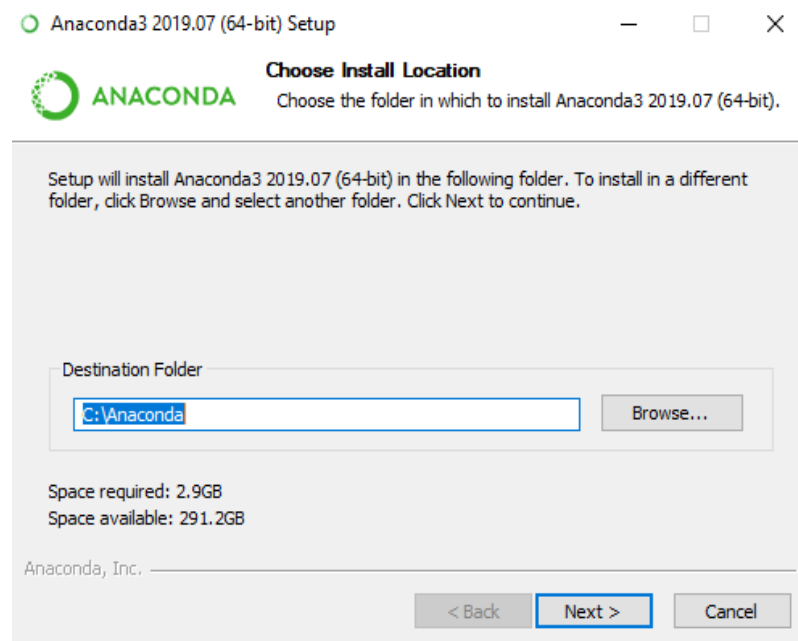 Anaconda3 2019.07 (64-bit) Setup
ANACONDA
Choose Install Location
Choose the folder in which to install Anaconda3 2019.07 (64-bit).
Setup will install Anaconda3 2019.07 (64-bit) in the following folder. To install in a different
folder, click Browse and select another folder. Click Next to continue.
Destination Folder
C:\Anaconda
Browse...
Space required: 2.9GB
Space available: 291.2GB
Anaconda, Inc.
< Back
Next >
Cancel